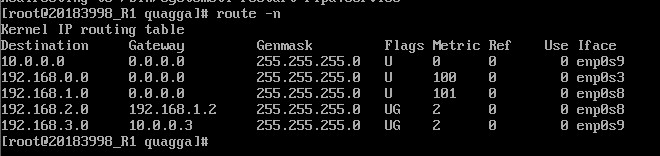 [root@20183998_R1 quagga]# route -n
Kernel IP routing table
Destination     Gateway         Genmask         Flags Metric Ref    Use Iface
10.0.0.0        0.0.0.0         255.255.255.0   U     0      0        0 enp0s9
192.168.0.0     0.0.0.0         255.255.255.0   U     100    0        0 enp0s3
192.168.1.0     0.0.0.0         255.255.255.0   U     101    0        0 enp0s8
192.168.2.0     192.168.1.2     255.255.255.0   UG    2      0        0 enp0s8
192.168.3.0     10.0.0.3        255.255.255.0   UG    2      0        0 enp0s9
[root@20183998_R1 quagga]#